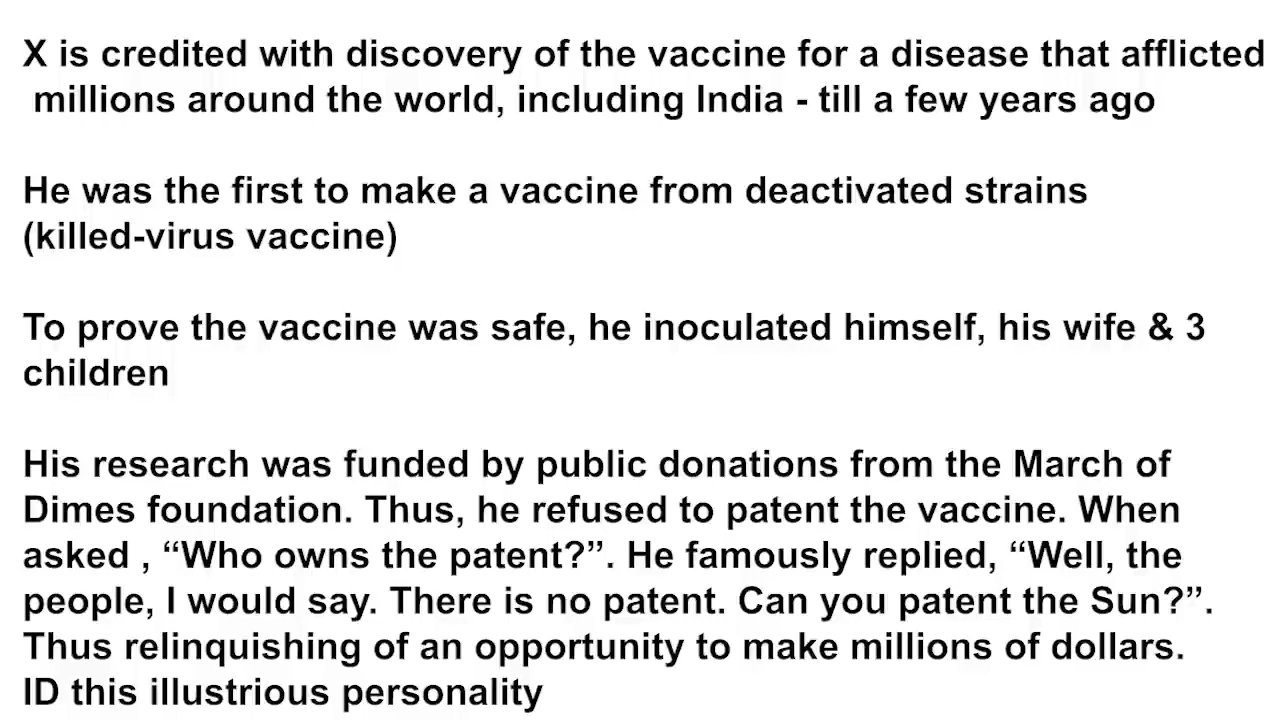 X is credited with discovery of the vaccine for a disease that afflicted
millions around the world, including India - till a few years ago
He was the first to make a vaccine from deactivated strains
(killed-virus vaccine)
To prove the vaccine was safe, he inoculated himself, his wife & 3
children
His research was funded by public donations from the March of
Dimes foundation. Thus, he refused to patent the vaccine. When
asked , “Who owns the patent?”. He famously replied, “Well, the
people, I would say. There is no patent. Can you patent the Sun?”.
Thus relinquishing of an opportunity to make millions of dollars.
ID this illustrious personality